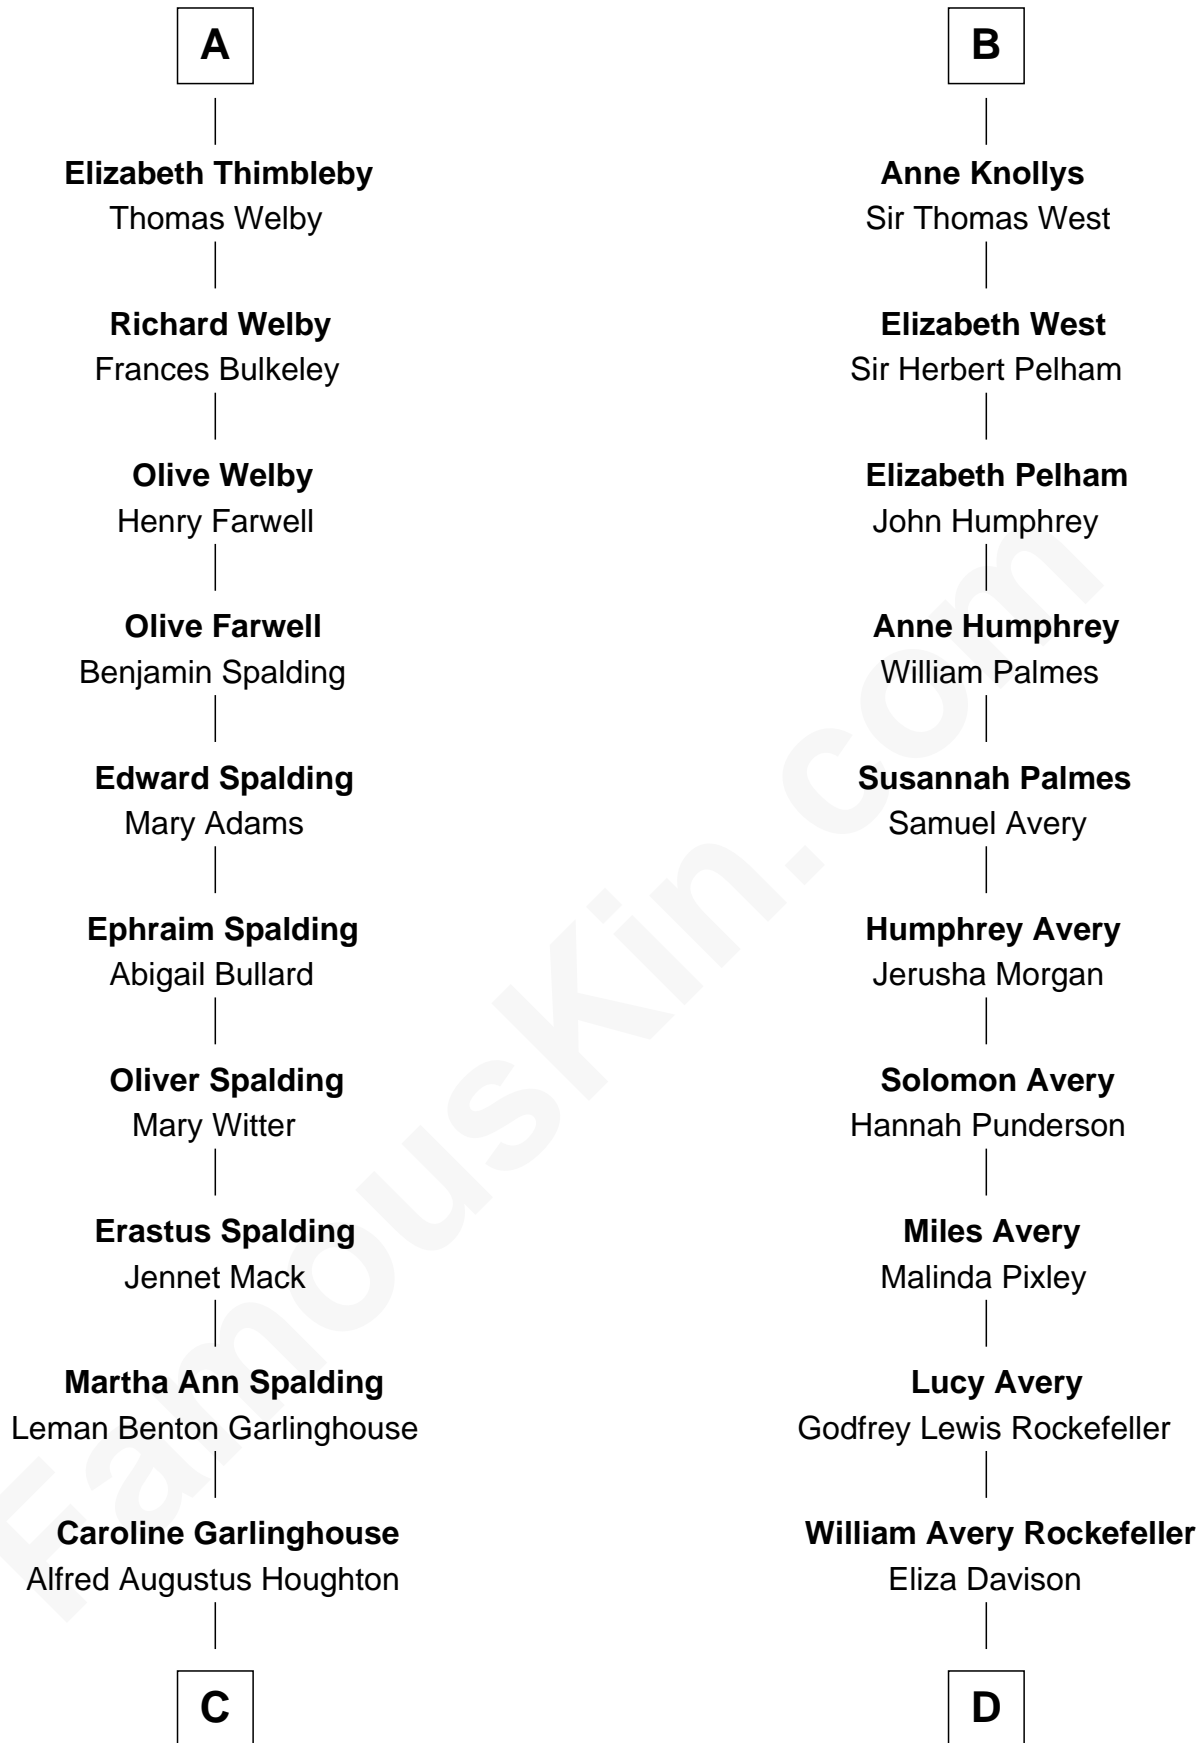 A
Elizabeth Thimbleby
Thomas Welby
Richard Welby
Frances Bulkeley
Olive Welby
Henry Farwell
Olive Farwell
Benjamin Spalding
Edward Spalding
Mary Adams
Ephraim Spalding
Abigail Bullard
Oliver Spalding
Mary Witter
Erastus Spalding
Jennet Mack
Martha Ann Spalding
Leman Benton Garlinghouse
Caroline Garlinghouse
Alfred Augustus Houghton
C
B
Anne Knollys
Sir Thomas West
Elizabeth West
Sir Herbert Pelham
Elizabeth Pelham
John Humphrey
Anne Humphrey
William Palmes
Susannah Palmes
Samuel Avery
Humphrey Avery
Jerusha Morgan
Solomon Avery
Hannah Punderson
Miles Avery
Malinda Pixley
Lucy Avery
Godfrey Lewis Rockefeller
William Avery Rockefeller
Eliza Davison
D
FamousKin.com